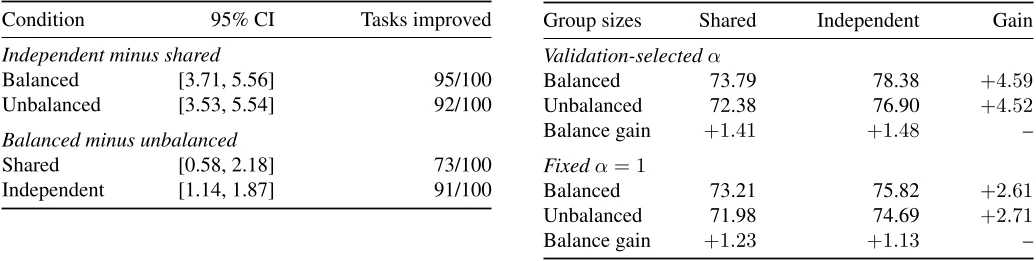 Condition 95% CI Tasks improved
Independent minus shared
Balanced [3.71, 5.56] 95/100
Unbalanced [3.53, 5.54] 92/100
Balanced minus unbalanced
Shared [0.58, 2.18] 73/100
Independent [1.14, 1.87] 91/100
Group sizes Shared Independent Gain
Validation-selected α
Balanced 73.79 78.38 +4.59
Unbalanced 72.38 76.90 +4.52
Balance gain +1.41 +1.48 –
Fixed α = 1
Balanced 73.21 75.82 +2.61
Unbalanced 71.98 74.69 +2.71
Balance gain +1.23 +1.13 –